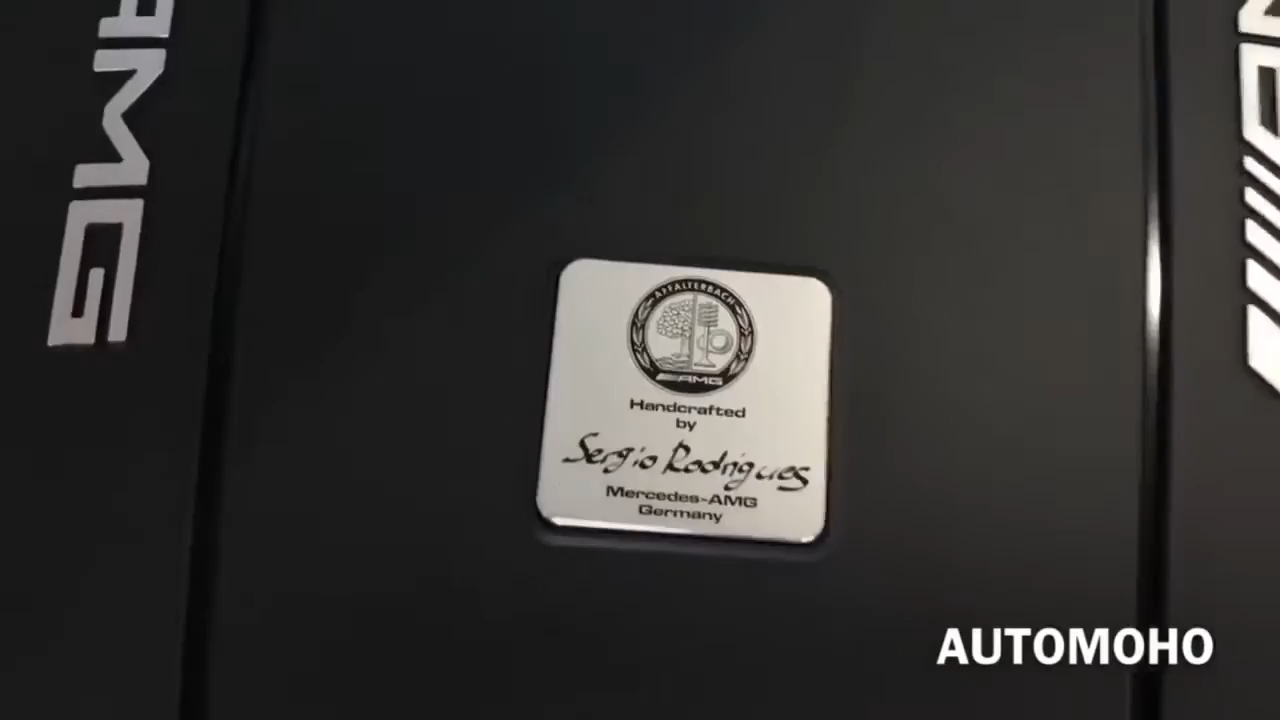 AMG
AFFALTERBACH
AMG
Handcrafted
by
Sergio Rodrigues
Mercedes-AMG
Germany
AUTOMOHO